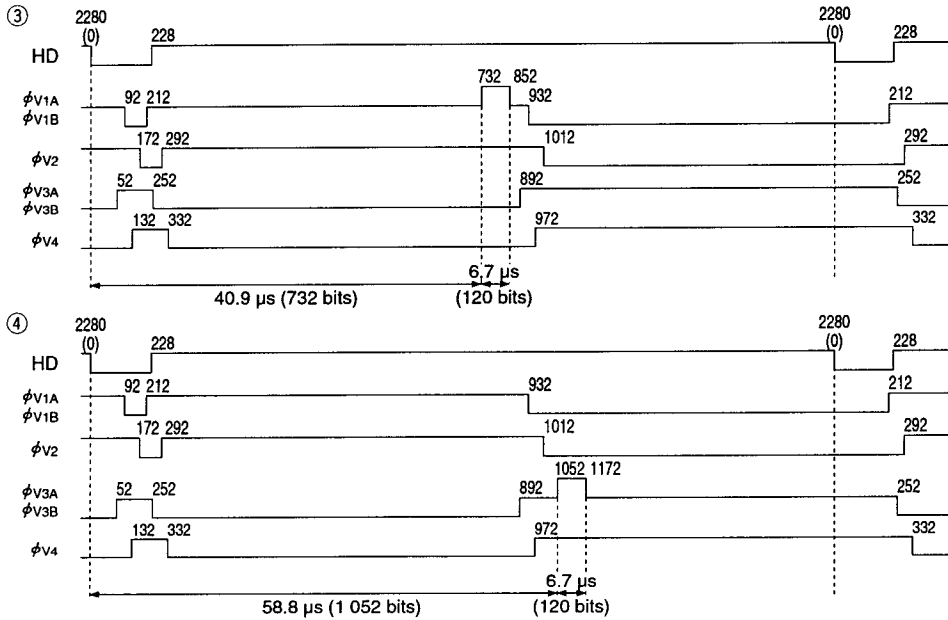 ③
2280 2280
(0) 228 (0) 228
HD
732 852
φV1A 92 212 932 212
φV1B
172 292 1012 292
φV2
φV3A 52 252 892 252
φV3B
132 332 972 332
φV4
6.7 μs
40.9 μs (732 bits) (120 bits)
④
2280 2280
(0) 228 (0) 228
HD
92 212 932 212
φV1A
φV1B
172 292 1012 292
φV2
1052 1172
φV3A 52 252 892 252
φV3B
132 332 972 332
φV4
6.7 μs
58.8 μs (1 052 bits) (120 bits)